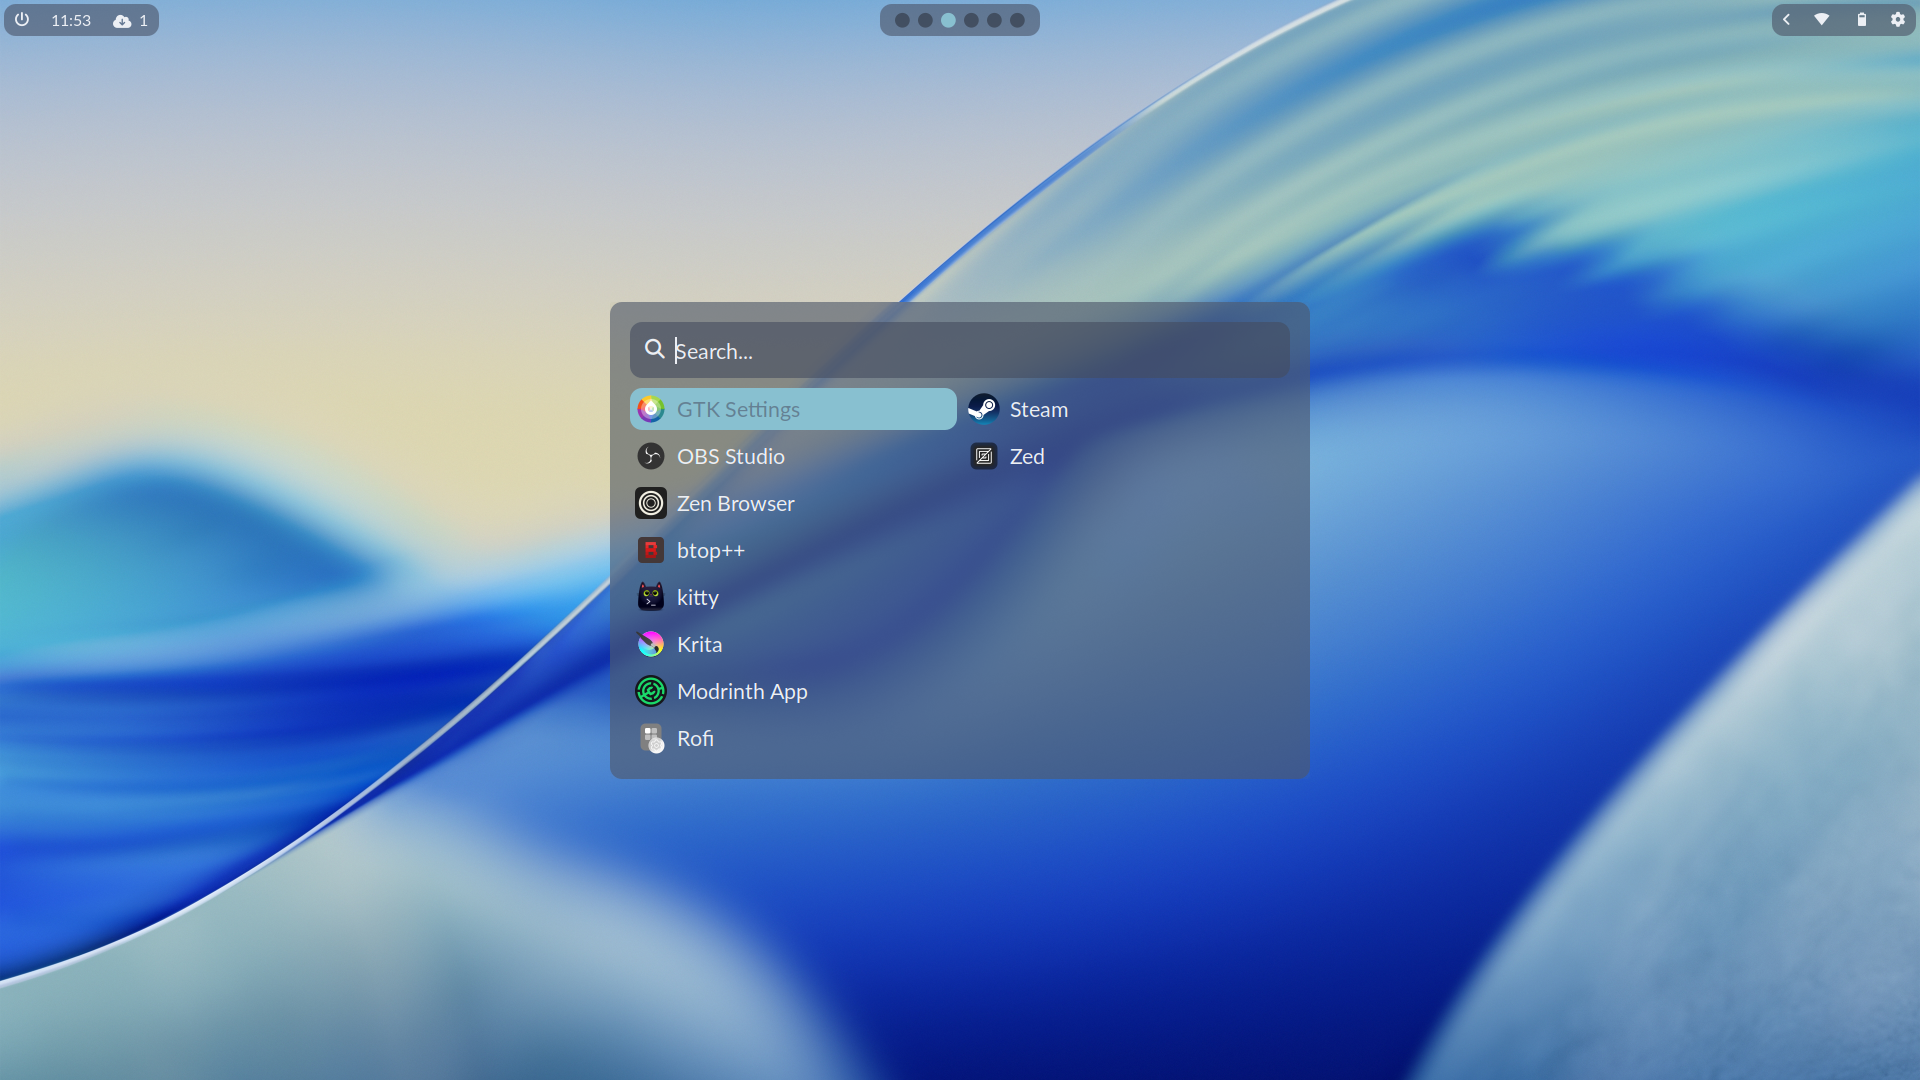 11:53 1
Search...
GTK Settings
OBS Studio
Zen Browser
btop++
kitty
Krita
Modrinth App
Rofi
Steam
Zed